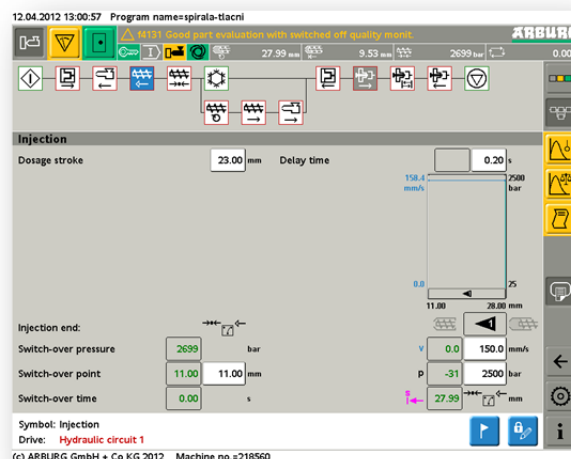 12.04.2012 13:00:57 Program name=spirala-tlacni
f4131 Good part evaluation with switched off quality monit.
ARBURG
27.99 mm 9.53 mm 2699 bar 0.00
Injection
Dosage stroke 23.00 mm Delay time 0.20 s
158.4 2500
mm/s bar
0.0 25
11.00 28.00 mm
Injection end:
1
Switch-over pressure 2699 bar v 0.0 150.0 mm/s
Switch-over point 11.00 11.00 mm P -31 2500 bar
Switch-over time 0.00 s s 27.99 mm
Symbol: Injection
Drive: Hydraulic circuit 1
(c) ARBURG GmbH + Co KG 2012 Machine no.=218560